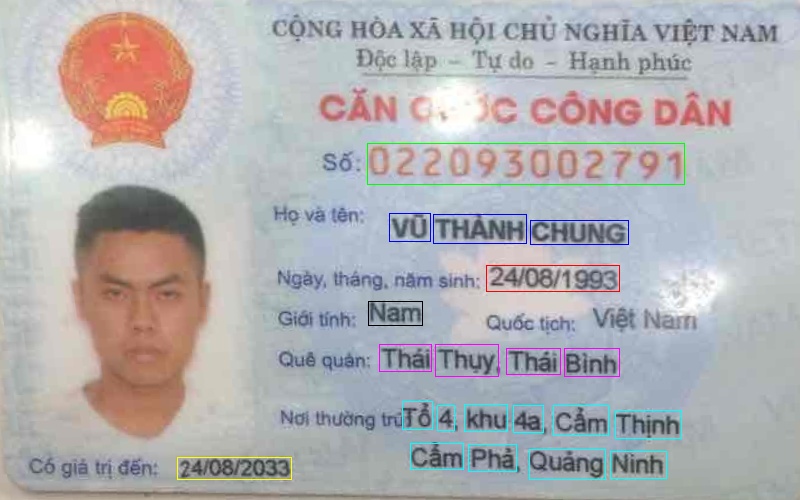 CỘNG HÒA XÃ HỘI CHỦ NGHĨA VIỆT NAM
Độc lập - Tự do - Hạnh phúc
CĂN CÔNG DÂN
Số: 022093002791
Họ và tên: VŨ THÀNH CHUNG
Ngày, tháng, năm sinh: 24/08/1993
Giới tính: Nam Quốc tịch: Việt Nam
Quê quán: Thái Thụy, Thái Bình
Nơi thường trú: Tổ 4, khu 4a, Cẩm Thịnh
Cẩm Phả, Quảng Ninh
Có giá trị đến: 24/08/2033